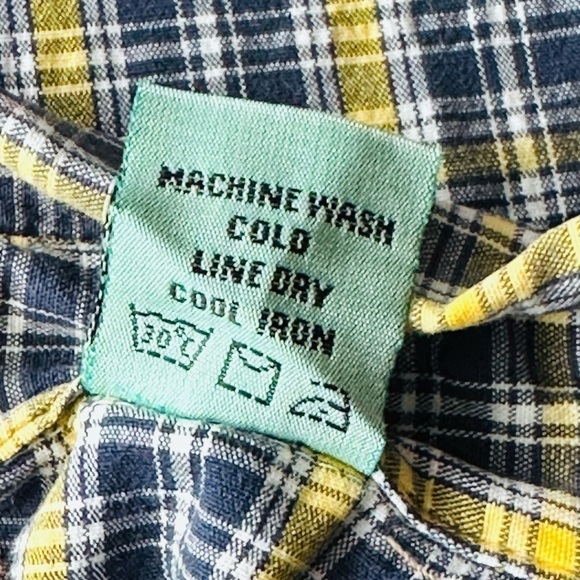 MACHINE WASH
COLD
LINE DRY
COOL IRON
30°C